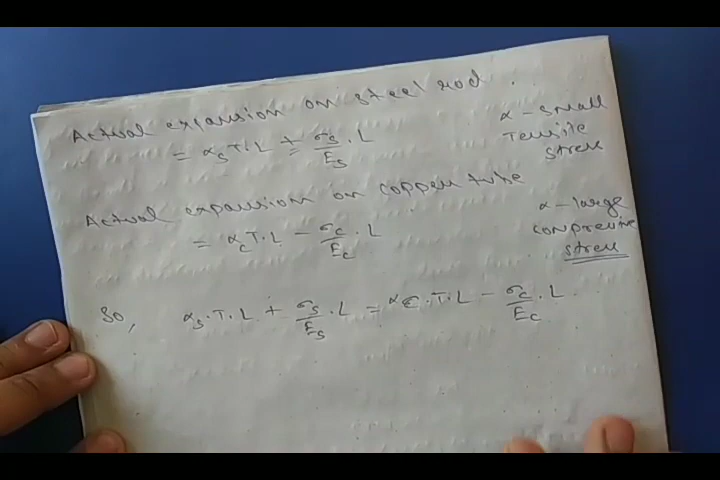 Actual expansion on steel rod.
= αs T·L + σs/Es · L
α - small
Tensile
stress
Actual expansion on copper tube
= αc T·L - σc/Ec · L
α - large
compressive
stress
So, αs·T·L + σs/Es · L = αc·T·L - σc/Ec · L.